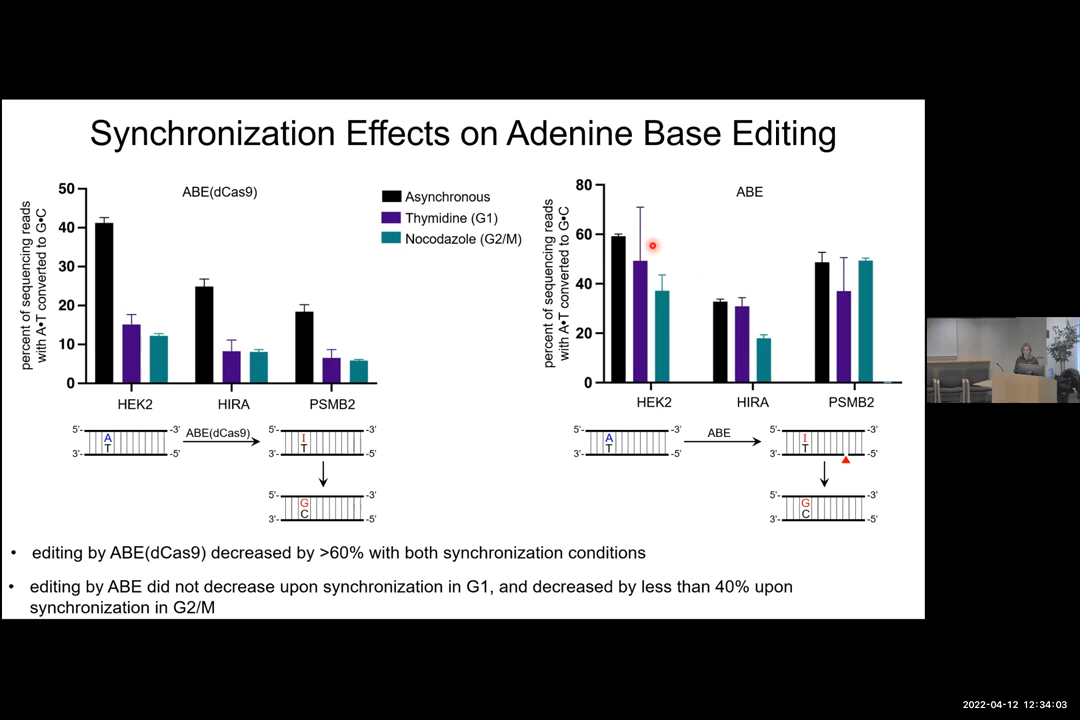 Synchronization Effects on Adenine Base Editing
percent of sequencing reads
with A•T converted to G•C
50
40
30
20
10
0
ABE(dCas9)
HEK2
HIRA
PSMB2
Asynchronous
Thymidine (G1)
Nocodazole (G2/M)
percent of sequencing reads
with A•T converted to G•C
80
60
40
20
0
ABE
HEK2
HIRA
PSMB2
5'- A -3'
3'- T -5'
ABE(dCas9)
5'- I -3'
3'- T -5'
5'- G -3'
3'- C -5'
5'- A -3'
3'- T -5'
ABE
5'- I -3'
3'- T -5'
5'- G -3'
3'- C -5'
• editing by ABE(dCas9) decreased by >60% with both synchronization conditions
• editing by ABE did not decrease upon synchronization in G1, and decreased by less than 40% upon
synchronization in G2/M
2022-04-12 12:34:03